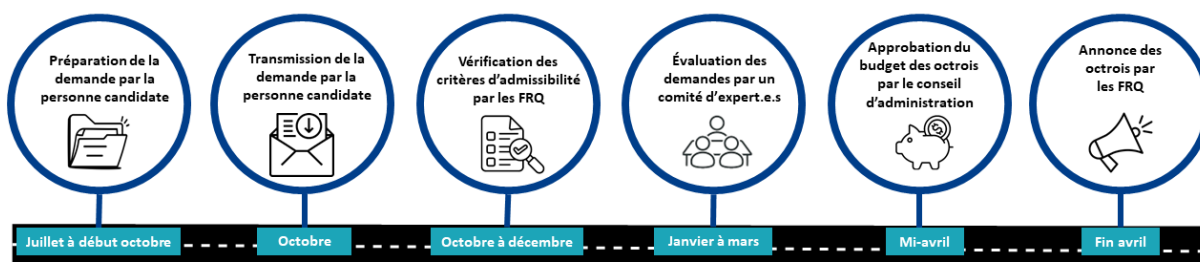 Préparation de la
demande par la
personne candidate
Transmission de la
demande par la
personne candidate
Vérification des
critères d'admissibilité
par les FRQ
Évaluation des
demandes par un
comité d'expert.e.s
Approbation du
budget des octrois
par le conseil
d'administration
Annonce des
octrois par
les FRQ
Juillet à début octobre
Octobre
Octobre à décembre
Janvier à mars
Mi-avril
Fin avril